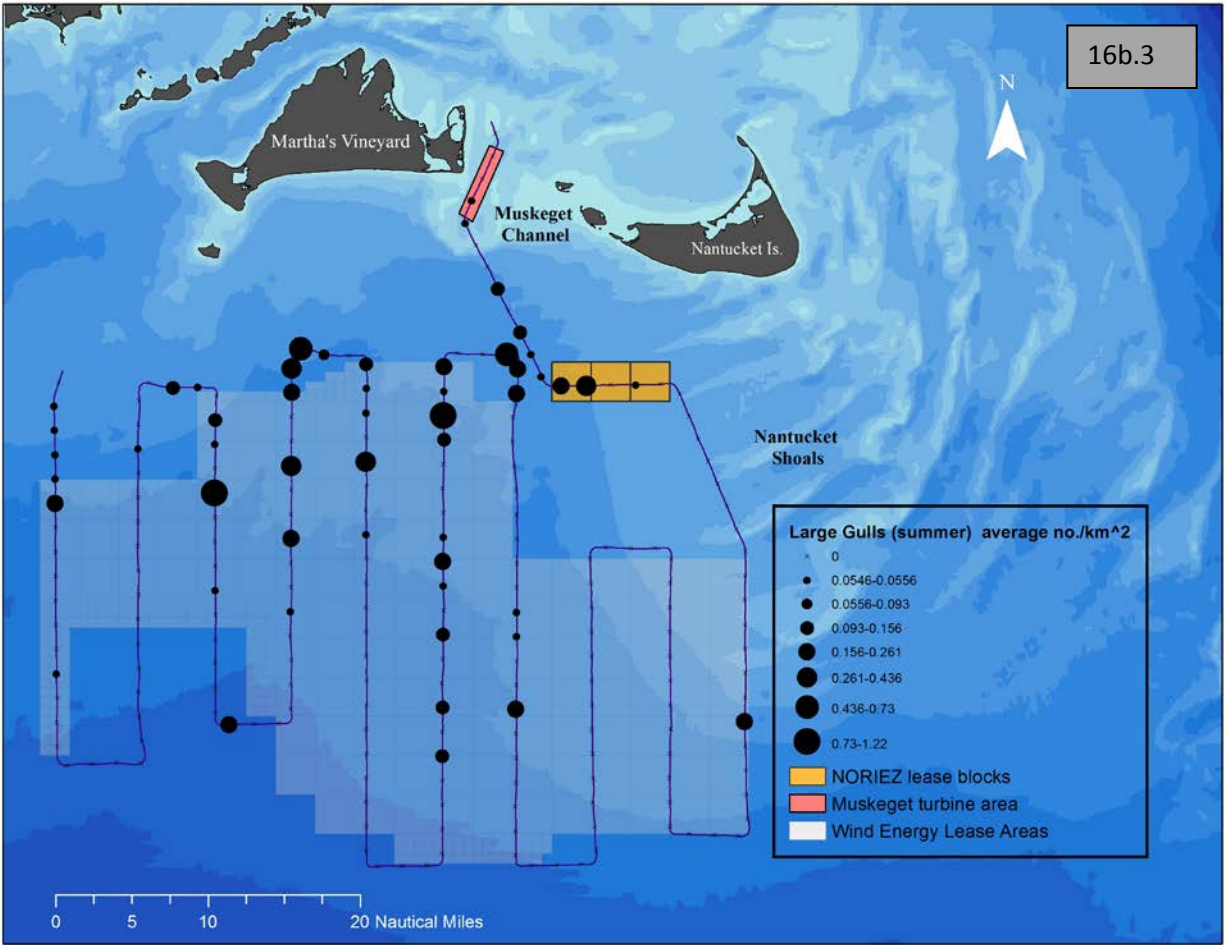 16b.3
N
Martha's Vineyard
Muskeget
Channel
Nantucket Is.
Nantucket
Shoals
Large Gulls (summer) average no./km^2
0
0.0546-0.0556
0.0556-0.093
0.093-0.156
0.156-0.261
0.261-0.436
0.436-0.73
0.73-1.22
NORIEZ lease blocks
Muskeget turbine area
Wind Energy Lease Areas
0 5 10 20 Nautical Miles